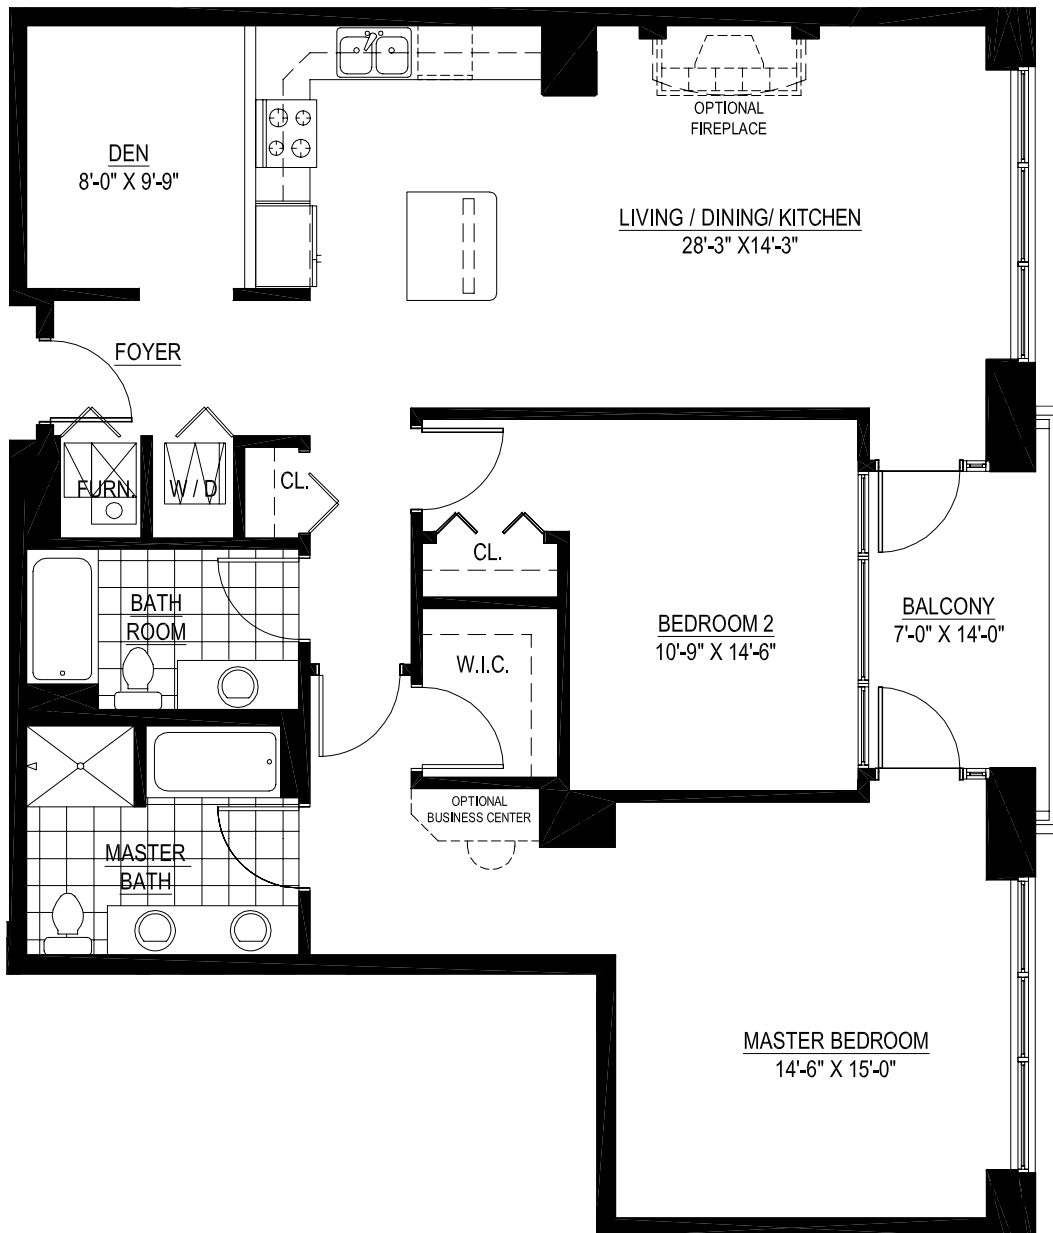 OPTIONAL
FIREPLACE
DEN
8'-0" X 9'-9"
LIVING / DINING/ KITCHEN
28'-3" X14'-3"
FOYER
FURN.
W / D
CL.
CL.
BATH
ROOM
W.I.C.
BEDROOM 2
10'-9" X 14'-6"
BALCONY
7'-0" X 14'-0"
OPTIONAL
BUSINESS CENTER
MASTER
BATH
MASTER BEDROOM
14'-6" X 15'-0"